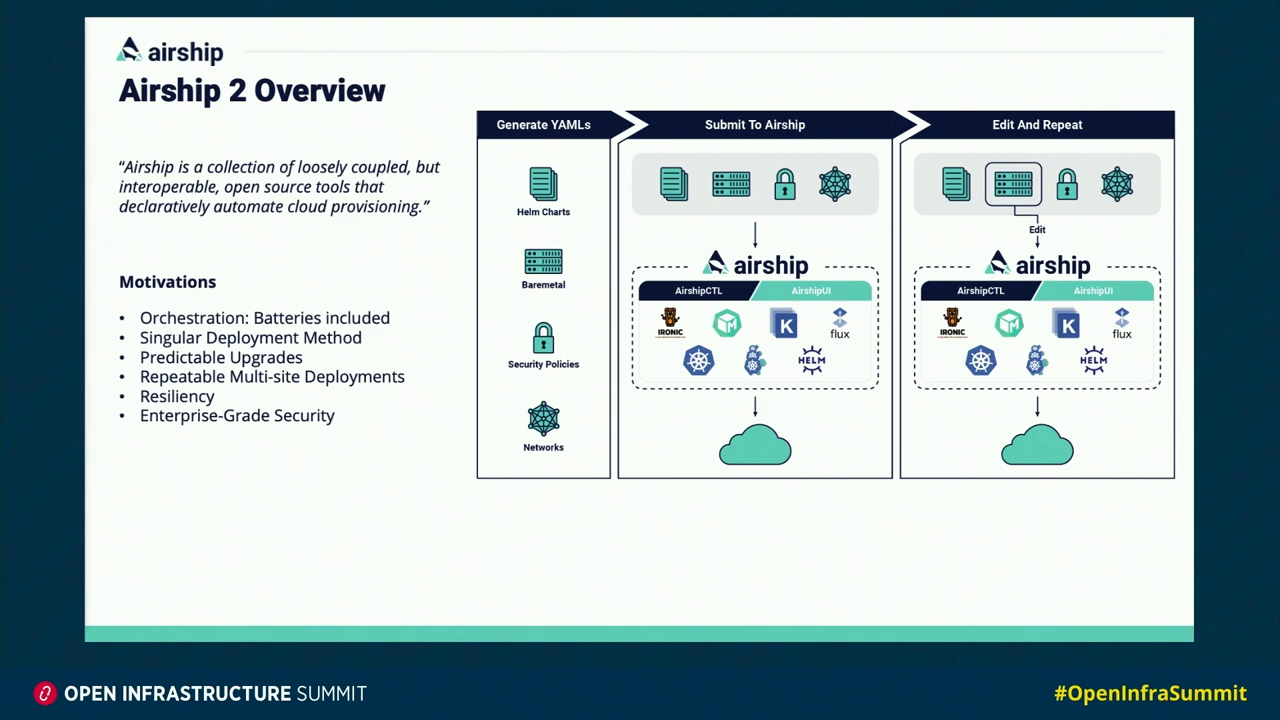 airship
Airship 2 Overview
“Airship is a collection of loosely coupled, but
interoperable, open source tools that
declaratively automate cloud provisioning.”
Motivations
• Orchestration: Batteries included
• Singular Deployment Method
• Predictable Upgrades
• Repeatable Multi-site Deployments
• Resiliency
• Enterprise-Grade Security
Generate YAMLs
Helm Charts
Baremetal
Security Policies
Networks
Submit To Airship
airship
AirshipCTL
AirshipUI
IRONIC
K
flux
HELM
Edit And Repeat
Edit
airship
AirshipCTL
AirshipUI
IRONIC
K
flux
HELM
OPEN INFRASTRUCTURE SUMMIT
#OpenInfraSummit